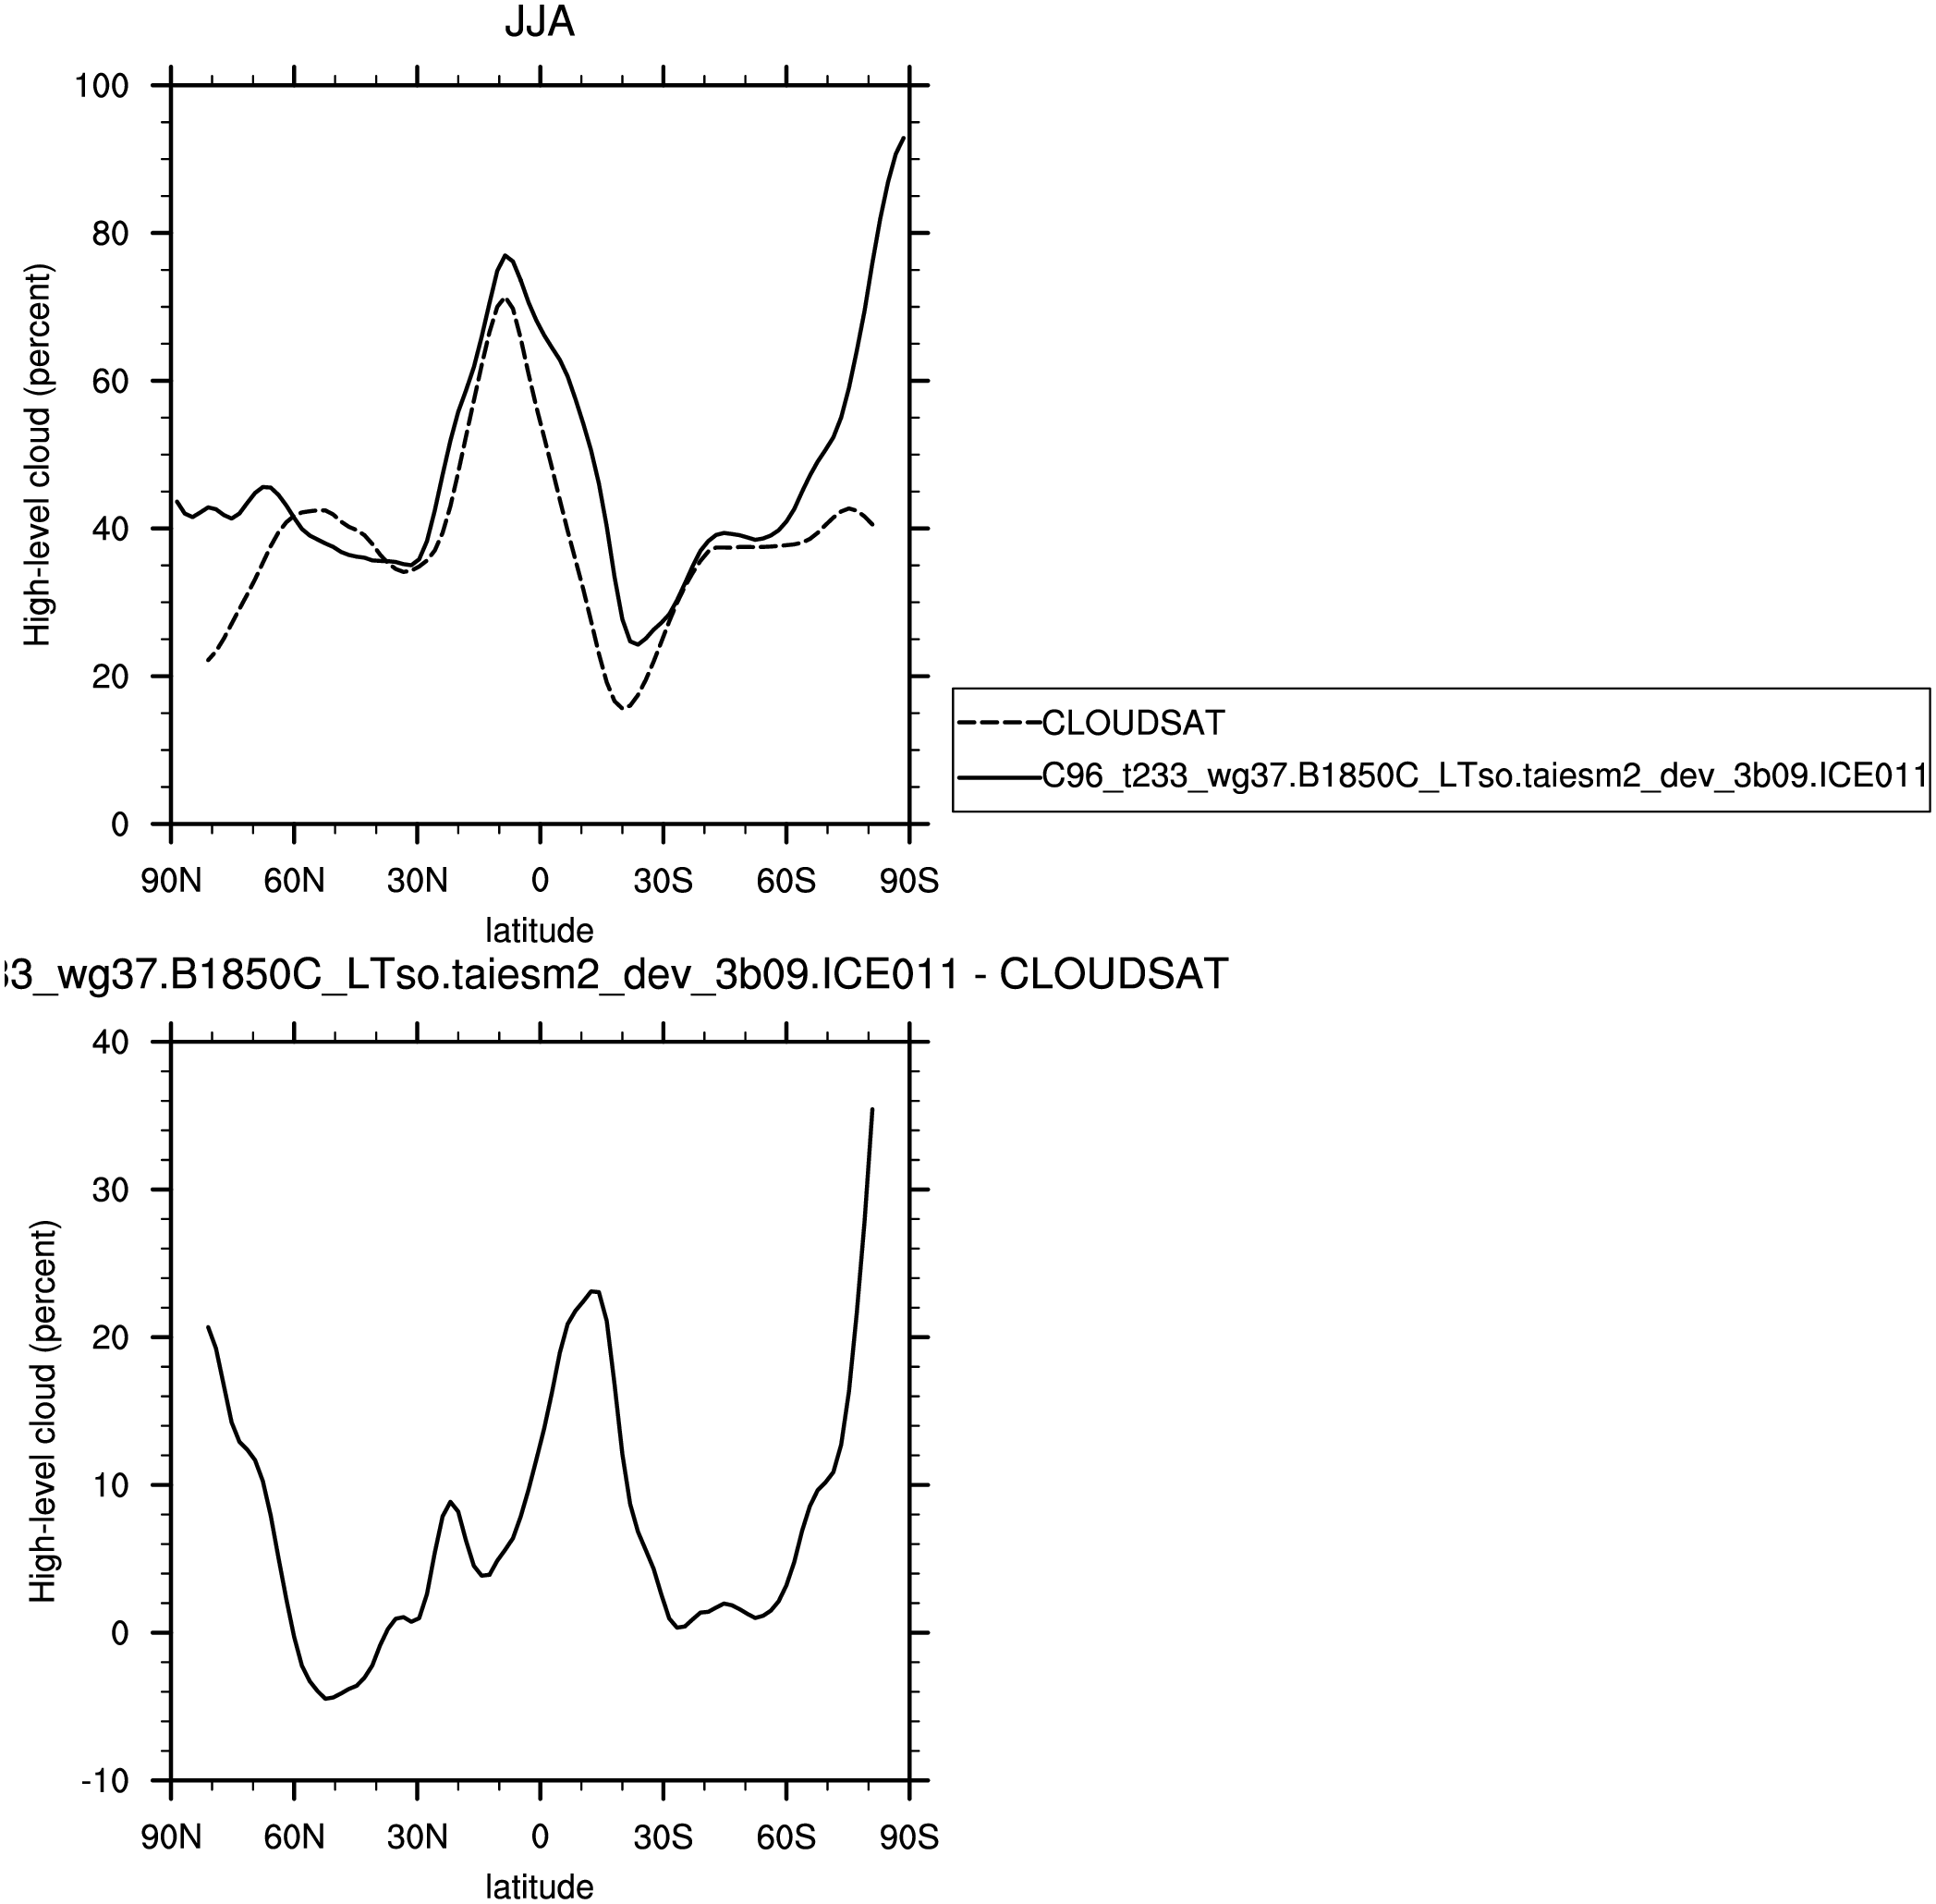 JJA
100
80
60
40
20
0
High-level cloud (percent)
90N 60N 30N 0 30S 60S 90S
latitude
CLOUDSAT
C96_t233_wg37.B1850C_LTso.taiesm2_dev_3b09.ICE011
33_wg37.B1850C_LTso.taiesm2_dev_3b09.ICE011 - CLOUDSAT
40
30
20
10
0
-10
High-level cloud (percent)
90N 60N 30N 0 30S 60S 90S
latitude